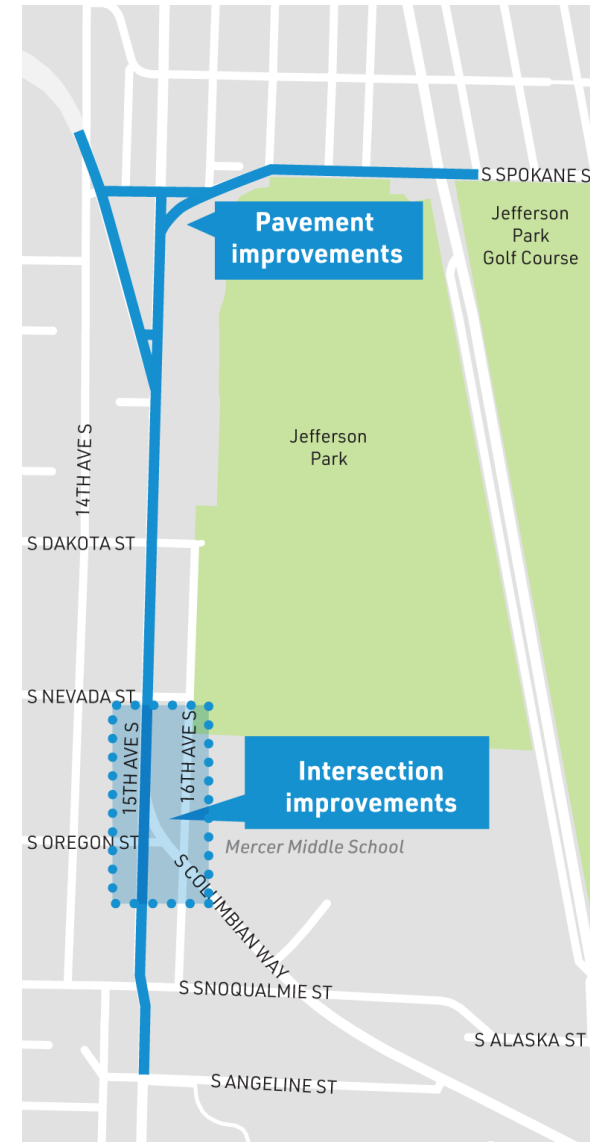 S SPOKANE S
Pavement
improvements
Jefferson
Park
Golf Course
Jefferson
Park
14TH AVE S
S DAKOTA ST
S NEVADA ST
15TH AVE S
16TH AVE S
Intersection
improvements
S OREGON ST
Mercer Middle School
S COLUMBIAN WAY
S SNOQUALMIE ST
S ALASKA ST
S ANGELINE ST